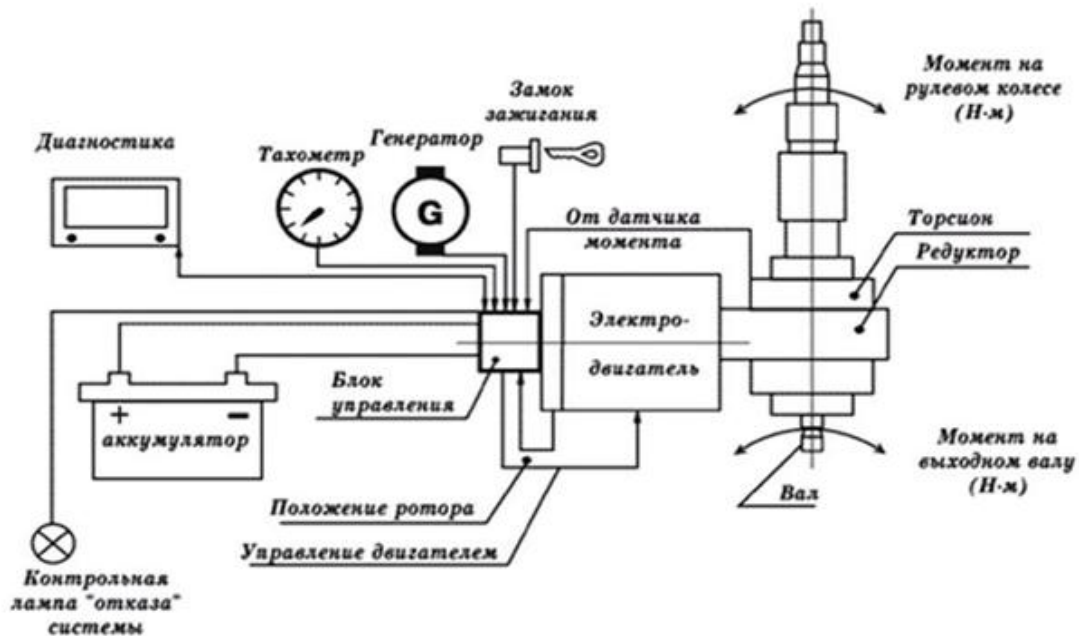 Момент на
рулевом колесе
(Н·м)
Замок
зажигания
Генератор
Диагностика
Тахометр
G
От датчика
момента
Торсион
Редуктор
Электро-
двигатель
Блок
управления
+ −
аккумулятор
Момент на
выходном валу
(Н·м)
Вал
Положение ротора
Управление двигателем
Контрольная
лампа "отказа"
системы